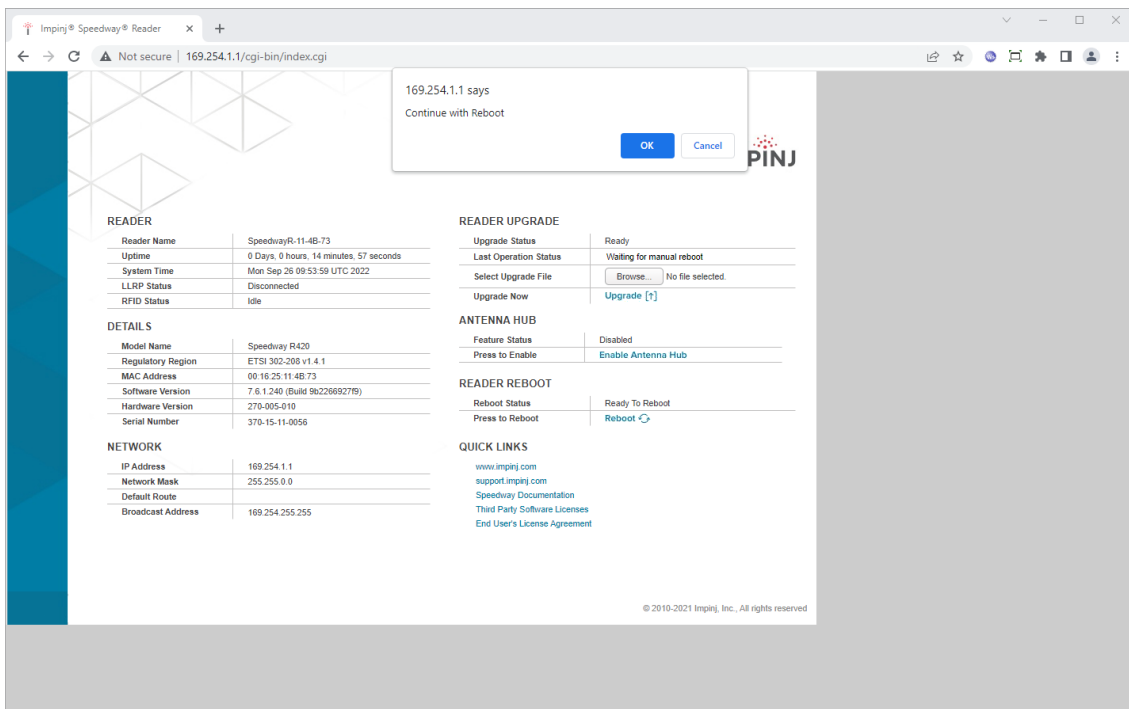 Impinj® Speedway® Reader
Not secure | 169.254.1.1/cgi-bin/index.cgi
169.254.1.1 says
Continue with Reboot
OK Cancel
PINJ
READER
Reader Name SpeedwayR-11-4B-73
Uptime 0 Days, 0 hours, 14 minutes, 57 seconds
System Time Mon Sep 26 09:53:59 UTC 2022
LLRP Status Disconnected
RFID Status Idle
DETAILS
Model Name Speedway R420
Regulatory Region ETSI 302-208 v1.4.1
MAC Address 00:16:25:11:4B:73
Software Version 7.6.1.240 (Build 9b2266927f9)
Hardware Version 270-005-010
Serial Number 370-15-11-0056
NETWORK
IP Address 169.254.1.1
Network Mask 255.255.0.0
Default Route
Broadcast Address 169.254.255.255
READER UPGRADE
Upgrade Status Ready
Last Operation Status Waiting for manual reboot
Select Upgrade File Browse... No file selected.
Upgrade Now Upgrade [↑]
ANTENNA HUB
Feature Status Disabled
Press to Enable Enable Antenna Hub
READER REBOOT
Reboot Status Ready To Reboot
Press to Reboot Reboot
QUICK LINKS
www.impinj.com
support.impinj.com
Speedway Documentation
Third Party Software Licenses
End User's License Agreement
© 2010-2021 Impinj, Inc., All rights reserved